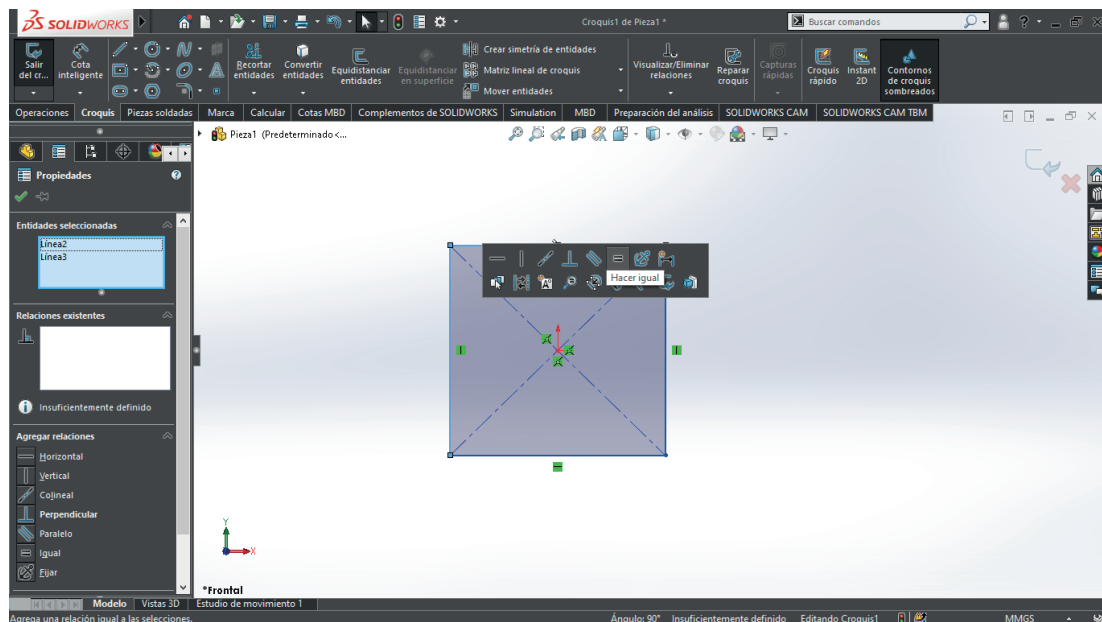 SOLIDWORKS
Croquis1 de Pieza1 *
Buscar comandos
Salir del cr...
Cota inteligente
Recortar entidades
Convertir entidades
Equidistanciar entidades
Equidistanciar en superficie
Crear simetría de entidades
Matriz lineal de croquis
Mover entidades
Visualizar/Eliminar relaciones
Reparar croquis
Capturas rápidas
Croquis rápido
Instant 2D
Contornos de croquis sombreados
Operaciones Croquis Piezas soldadas Marca Calcular Cotas MBD Complementos de SOLIDWORKS Simulation MBD Preparación del análisis SOLIDWORKS CAM SOLIDWORKS CAM TBM
Pieza1 (Predeterminado<...
Propiedades
Entidades seleccionadas
Línea2
Línea3
Relaciones existentes
Insuficientemente definido
Agregar relaciones
Horizontal
Vertical
Colineal
Perpendicular
Paralelo
Igual
Fijar
Hacer igual
Y
X
*Frontal
Modelo Vistas 3D Estudio de movimiento 1
Agrega una relación igual a las selecciones. Ángulo: 90° Insuficientemente definido Editando Croquis1 MMGS